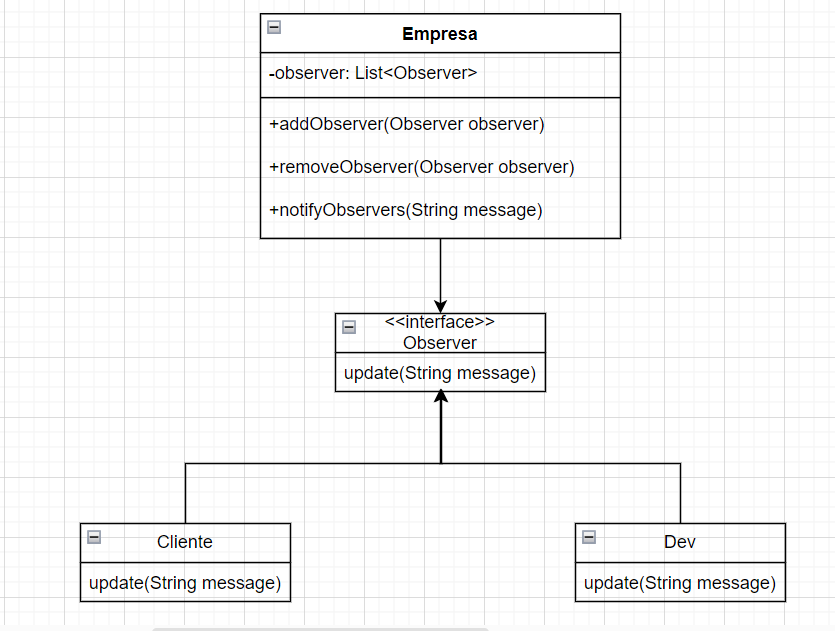 Empresa
-observer: List<Observer>
+addObserver(Observer observer)
+removeObserver(Observer observer)
+notifyObservers(String message)
<<interface>>
Observer
update(String message)
Cliente
update(String message)
Dev
update(String message)